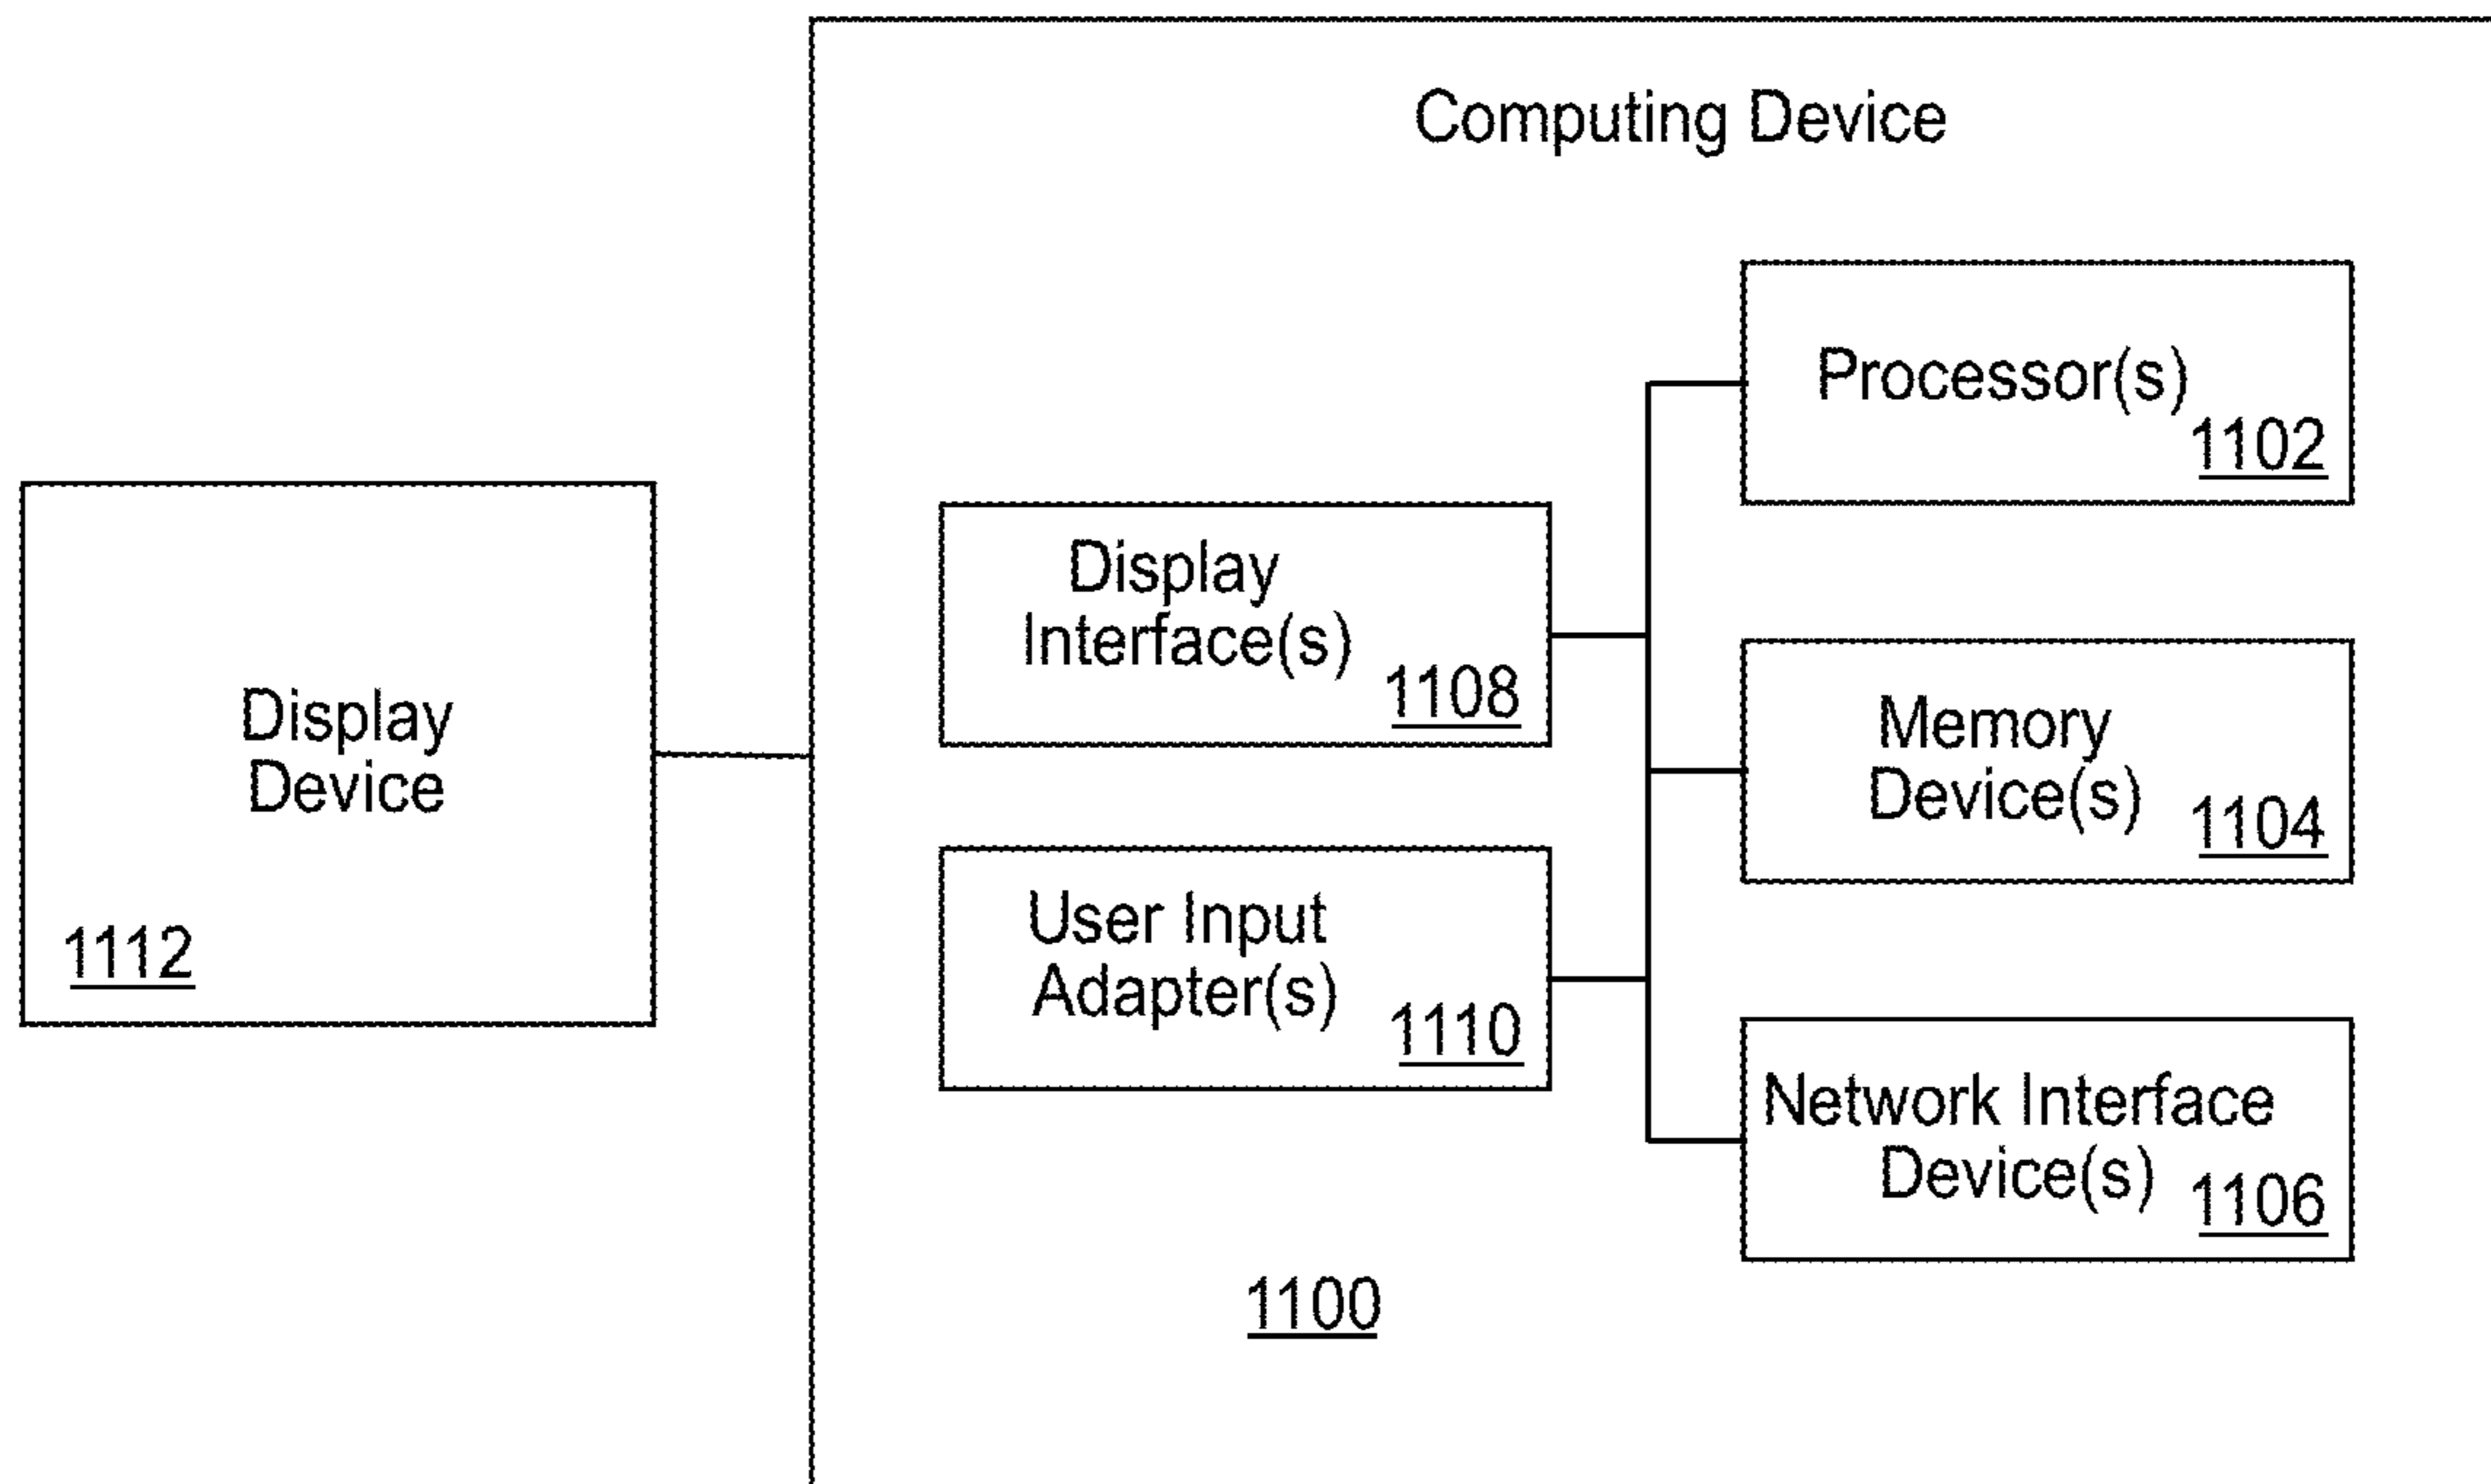 Computing Device
Processor(s)
1102
Display
Interface(s)
1108
Memory
Device(s)
1104
Display
Device
1112
User Input
Adapter(s)
1110
Network Interface
Device(s)
1106
1100